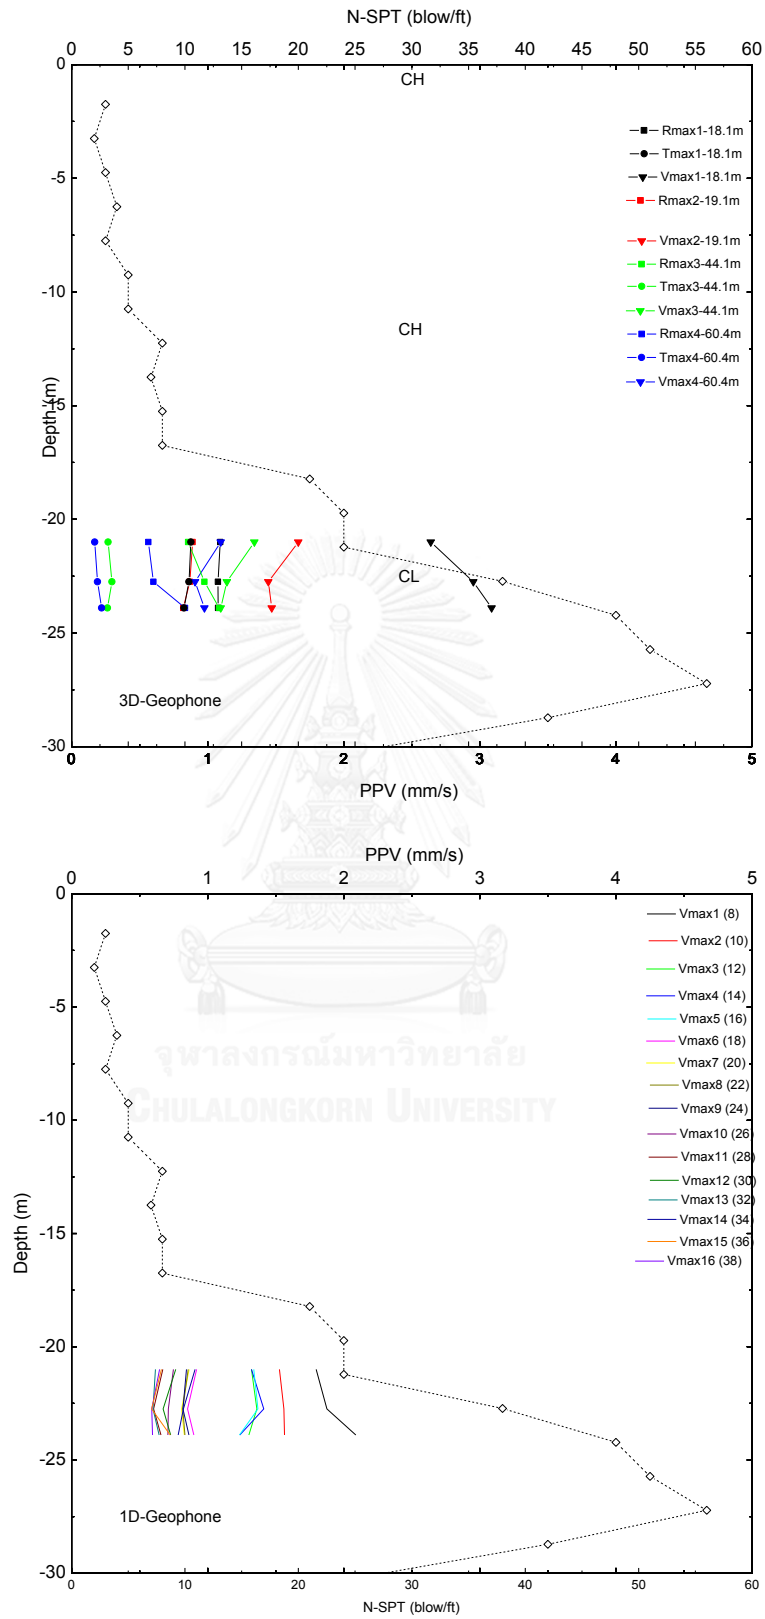 N-SPT (blow/ft)
0 5 10 15 20 25 30 35 40 45 50 55 60
0
CH
Rmax1-18.1m
Tmax1-18.1m
Vmax1-18.1m
-5
Rmax2-19.1m
Vmax2-19.1m
Rmax3-44.1m
Tmax3-44.1m
-10
Vmax3-44.1m
CH
Rmax4-60.4m
Tmax4-60.4m
Vmax4-60.4m
-15
Depth (m)
-20
CL
-25
3D-Geophone
-30
0 1 2 3 4 5
PPV (mm/s)
PPV (mm/s)
0 1 2 3 4 5
0
Vmax1 (8)
Vmax2 (10)
Vmax3 (12)
Vmax4 (14)
-5
Vmax5 (16)
Vmax6 (18)
จุฬาลงกรณ์มหาวิทยาลัย
Vmax7 (20)
Vmax8 (22)
CHULALONGKORN UNIVERSITY
Vmax9 (24)
-10
Vmax10 (26)
Vmax11 (28)
Vmax12 (30)
Vmax13 (32)
Vmax14 (34)
-15
Vmax15 (36)
Vmax16 (38)
Depth (m)
-20
-25
1D-Geophone
-30
0 10 20 30 40 50 60
N-SPT (blow/ft)